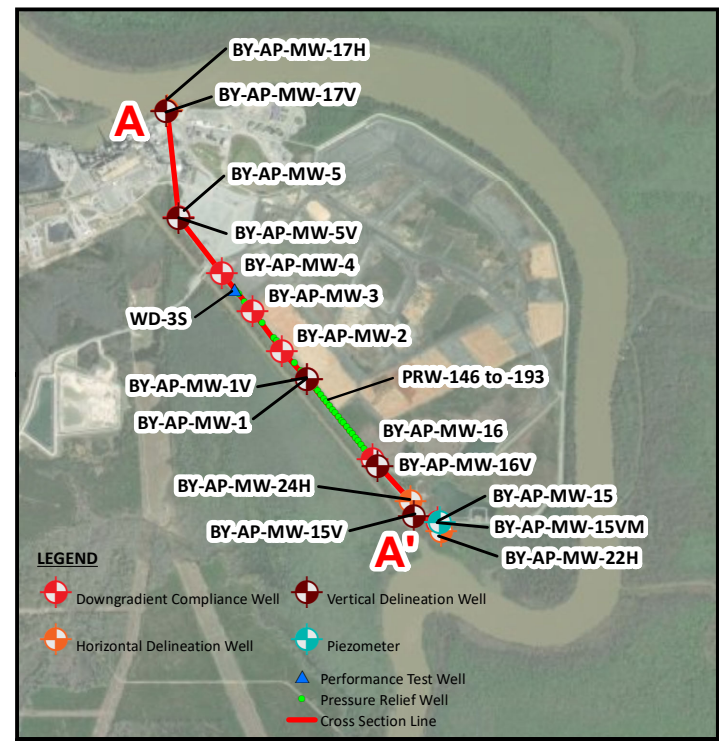 BY-AP-MW-17H
BY-AP-MW-17V
A
BY-AP-MW-5
BY-AP-MW-5V
BY-AP-MW-4
BY-AP-MW-3
WD-3S
BY-AP-MW-2
BY-AP-MW-1V
PRW-146 to -193
BY-AP-MW-1
BY-AP-MW-16
BY-AP-MW-16V
BY-AP-MW-24H
BY-AP-MW-15
BY-AP-MW-15V
BY-AP-MW-15VM
A'
BY-AP-MW-22H
LEGEND
Downgradient Compliance Well
Vertical Delineation Well
Horizontal Delineation Well
Piezometer
Performance Test Well
Pressure Relief Well
Cross Section Line